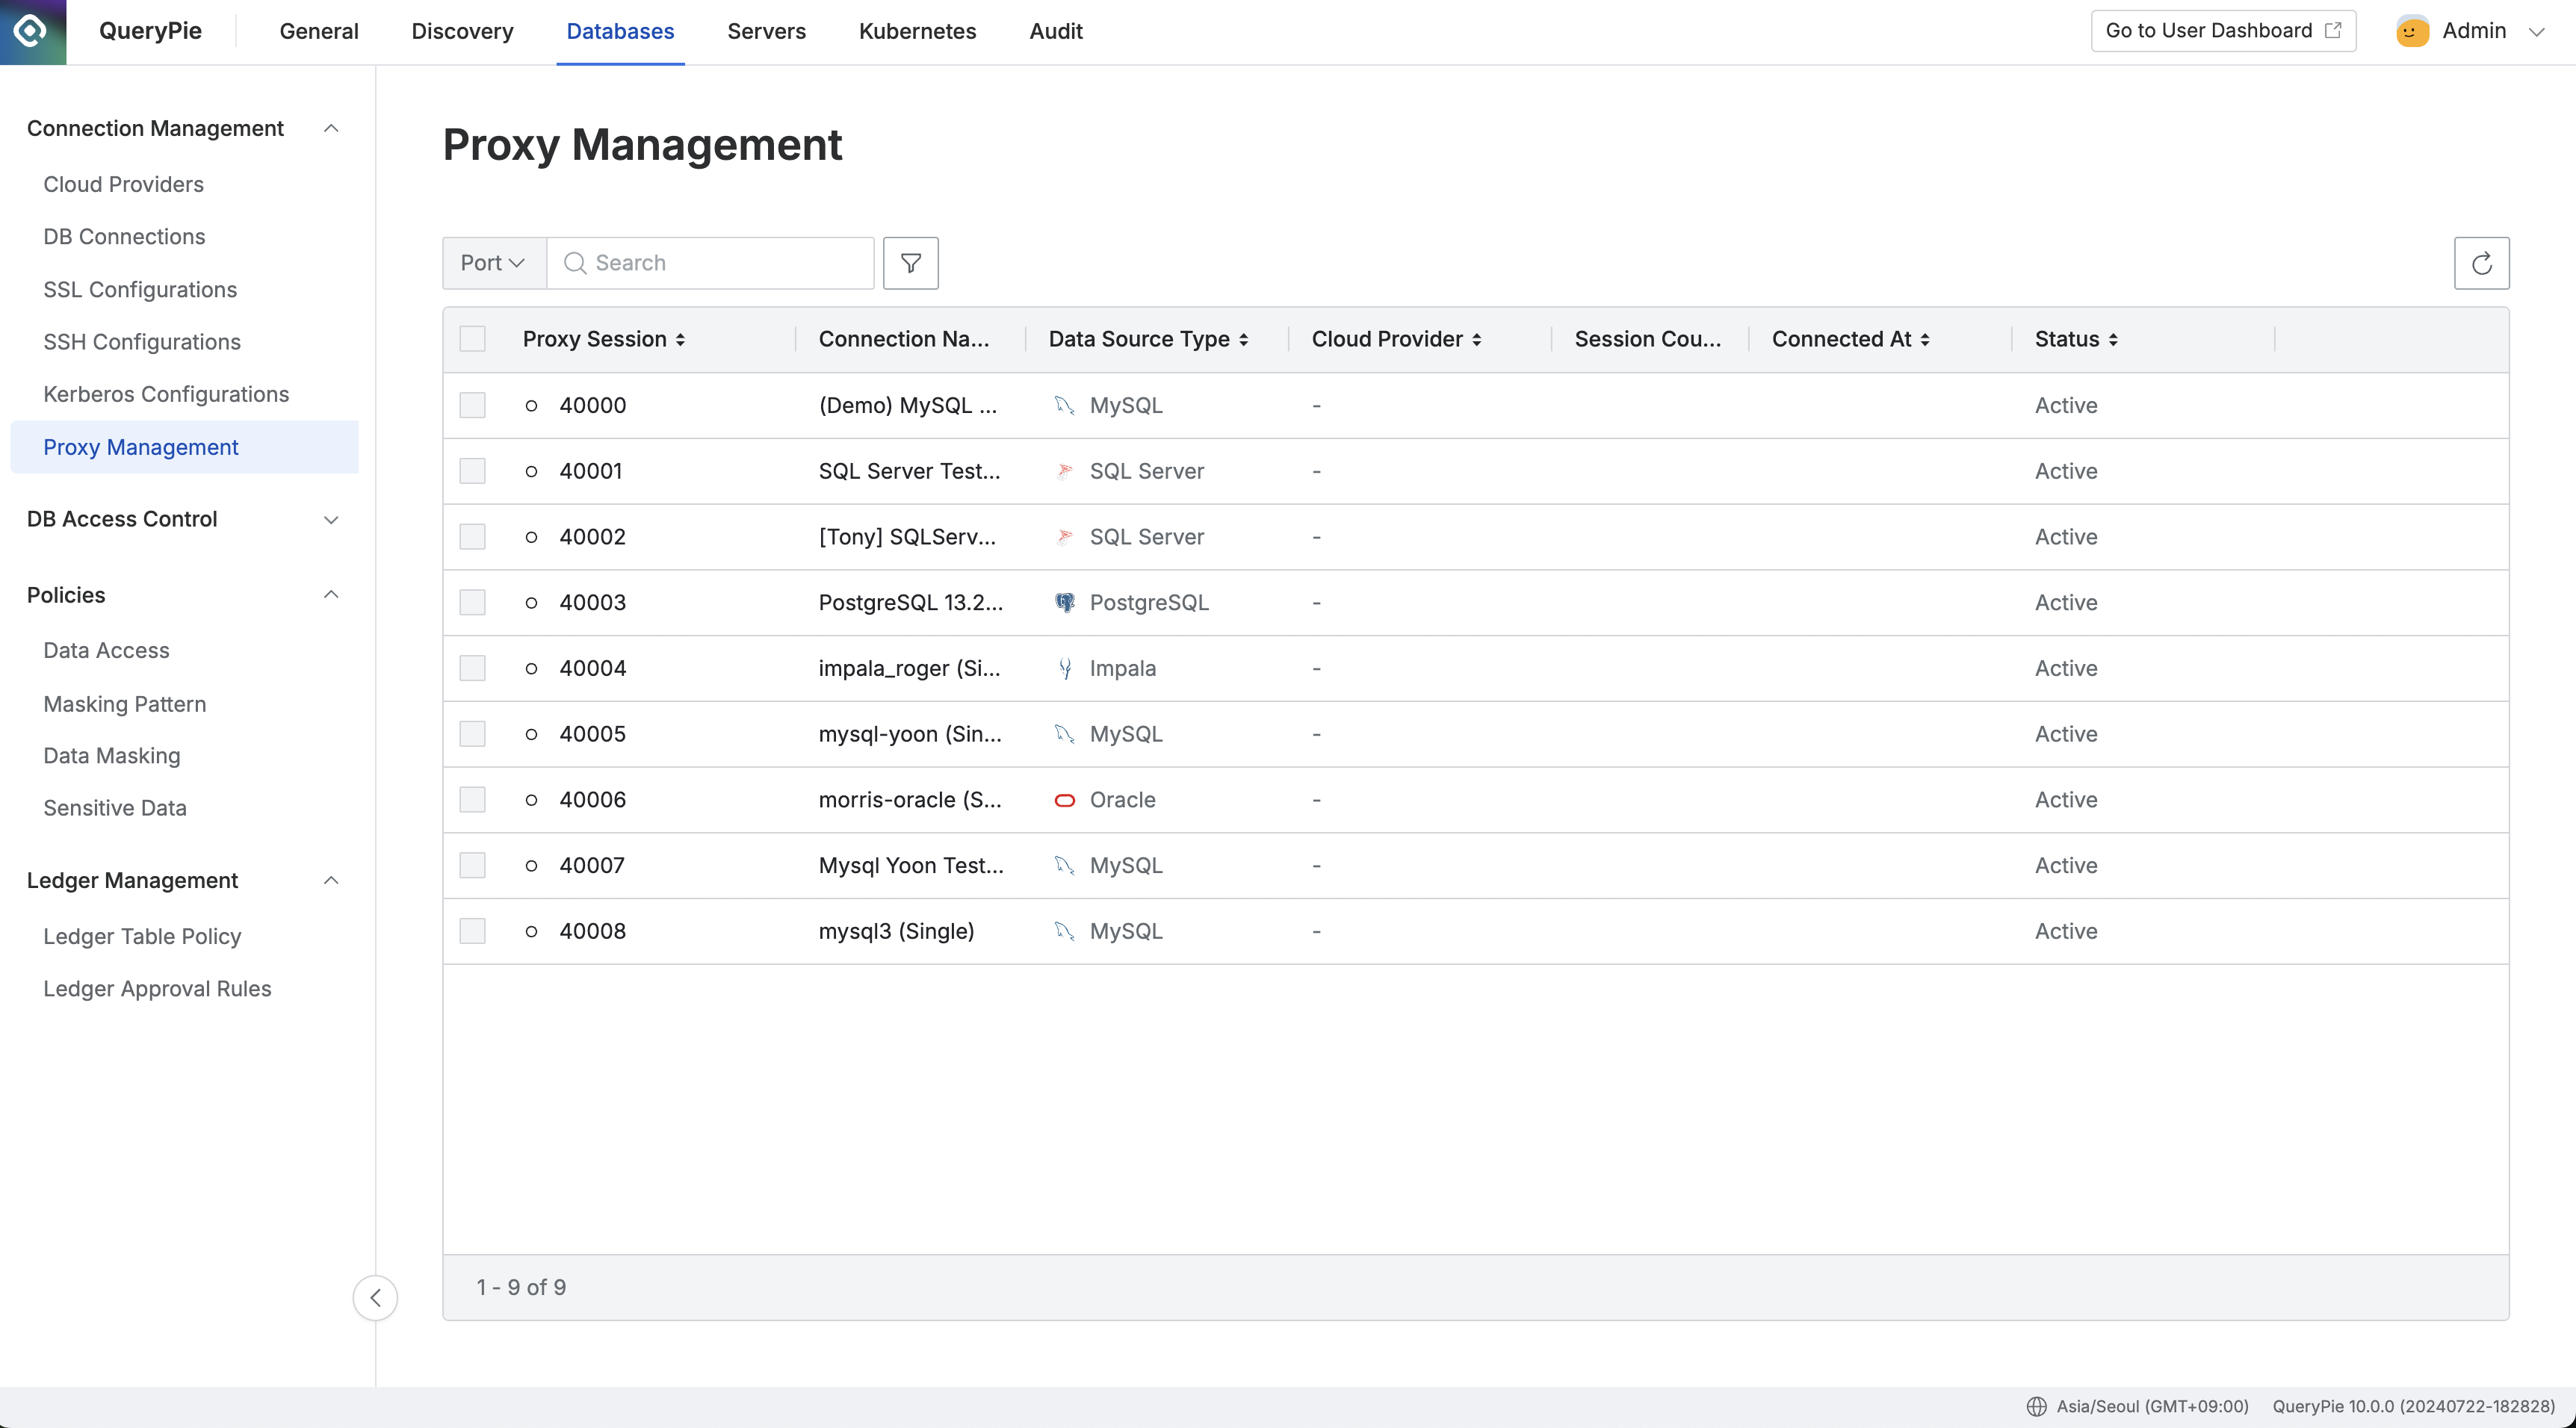 QueryPie
General
Discovery
Databases
Servers
Kubernetes
Audit
Go to User Dashboard
Admin
Connection Management
Cloud Providers
DB Connections
SSL Configurations
SSH Configurations
Kerberos Configurations
Proxy Management
DB Access Control
Policies
Data Access
Masking Pattern
Data Masking
Sensitive Data
Ledger Management
Ledger Table Policy
Ledger Approval Rules
Proxy Management
Port
Search
Proxy Session Connection Na... Data Source Type Cloud Provider Session Cou... Connected At Status
40000 (Demo) MySQL ... MySQL - Active
40001 SQL Server Test... SQL Server - Active
40002 [Tony] SQLServ... SQL Server - Active
40003 PostgreSQL 13.2... PostgreSQL - Active
40004 impala_roger (Si... Impala - Active
40005 mysql-yoon (Sin... MySQL - Active
40006 morris-oracle (S... Oracle - Active
40007 Mysql Yoon Test... MySQL - Active
40008 mysql3 (Single) MySQL - Active
1 - 9 of 9
Asia/Seoul (GMT+09:00) QueryPie 10.0.0 (20240722-182828)